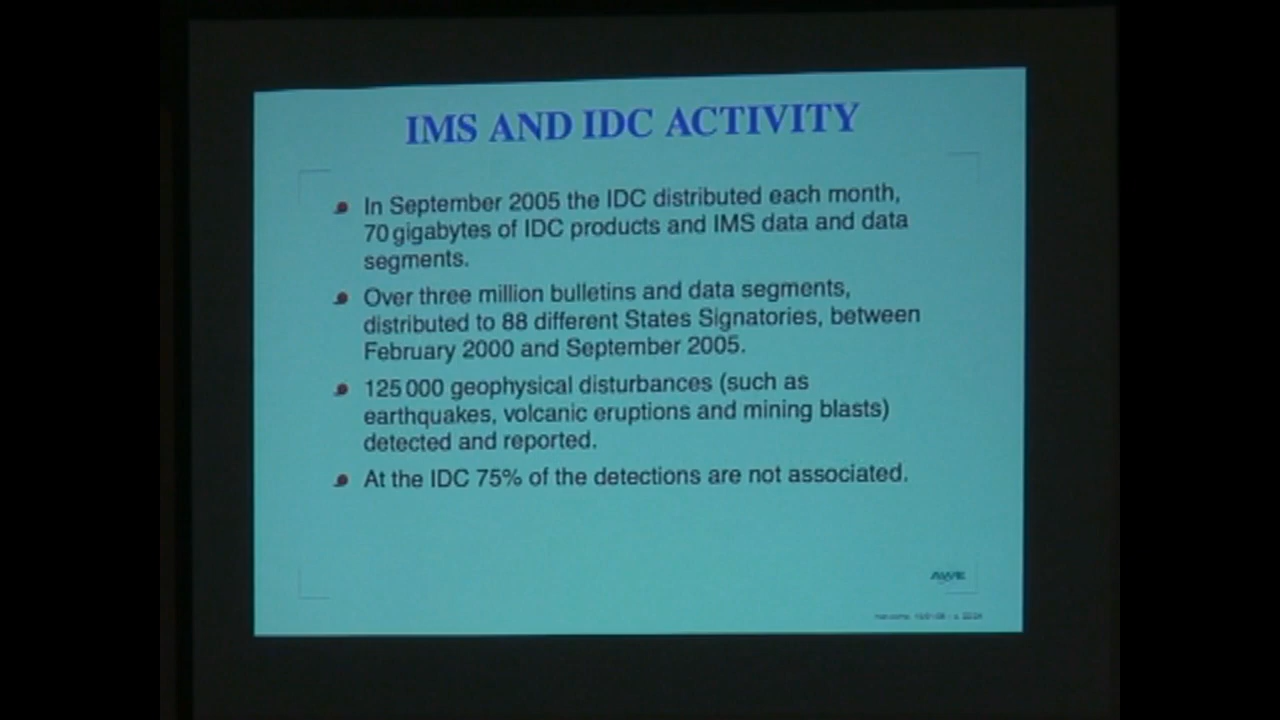 IMS AND IDC ACTIVITY
In September 2005 the IDC distributed each month,
70 gigabytes of IDC products and IMS data and data
segments.
Over three million bulletins and data segments,
distributed to 88 different States Signatories, between
February 2000 and September 2005.
125 000 geophysical disturbances (such as
earthquakes, volcanic eruptions and mining blasts)
detected and reported.
At the IDC 75% of the detections are not associated.
AWE